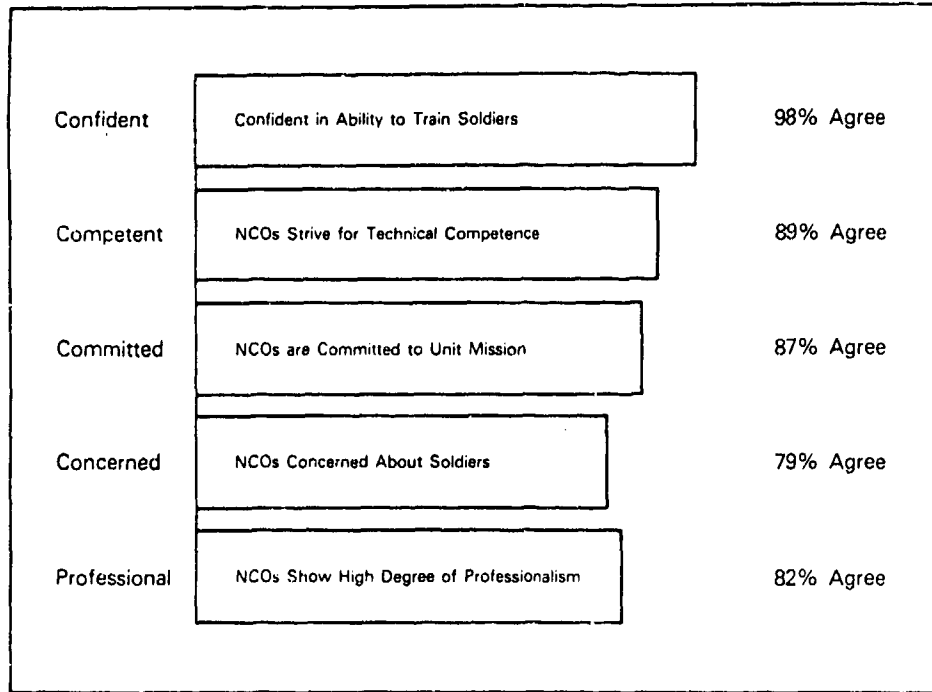 Confident Confident in Ability to Train Soldiers 98% Agree
Competent NCOs Strive for Technical Competence 89% Agree
Committed NCOs are Committed to Unit Mission 87% Agree
Concerned NCOs Concerned About Soldiers 79% Agree
Professional NCOs Show High Degree of Professionalism 82% Agree